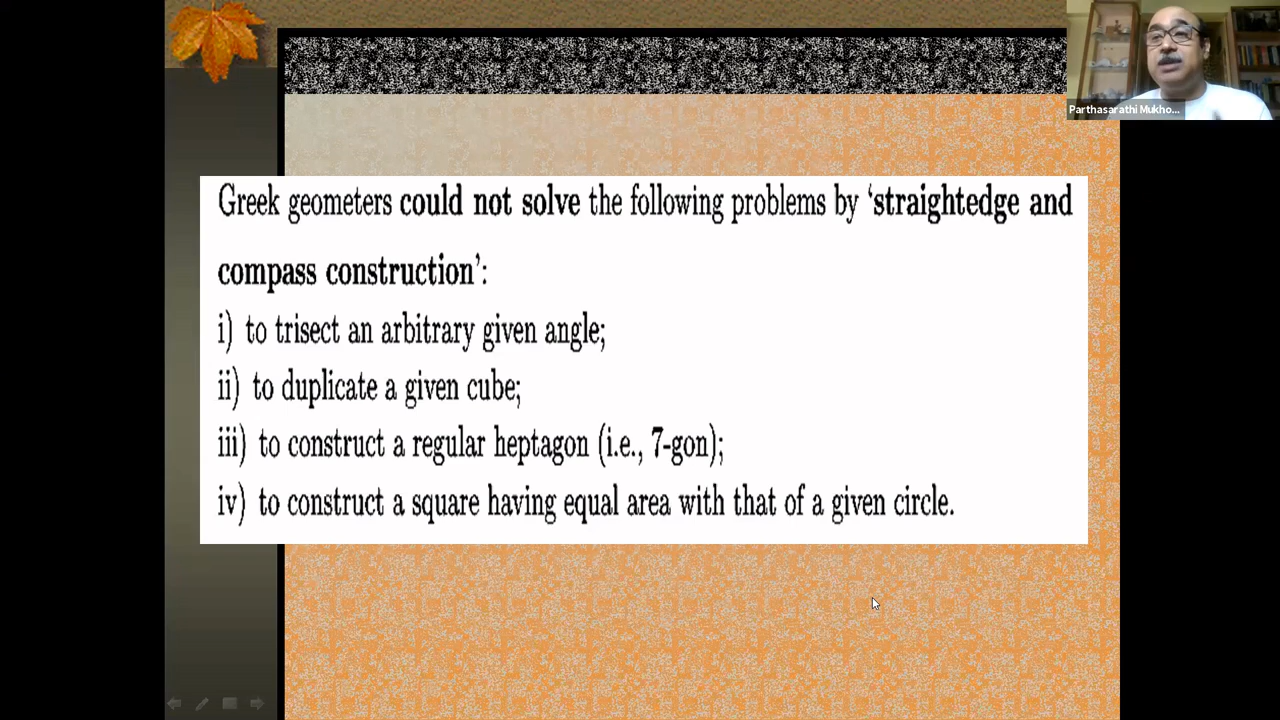 Parthasarathi Mukho...
Greek geometers could not solve the following problems by ‘straightedge and
compass construction’:
i) to trisect an arbitrary given angle;
ii) to duplicate a given cube;
iii) to construct a regular heptagon (i.e., 7-gon);
iv) to construct a square having equal area with that of a given circle.